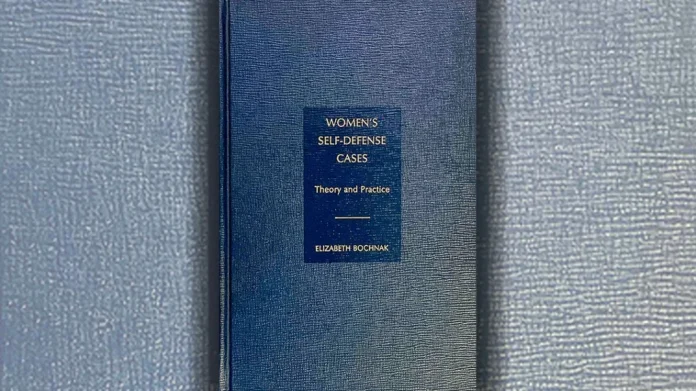 WOMEN'S
SELF-DEFENSE
CASES
Theory and Practice
ELIZABETH BOCHNAK